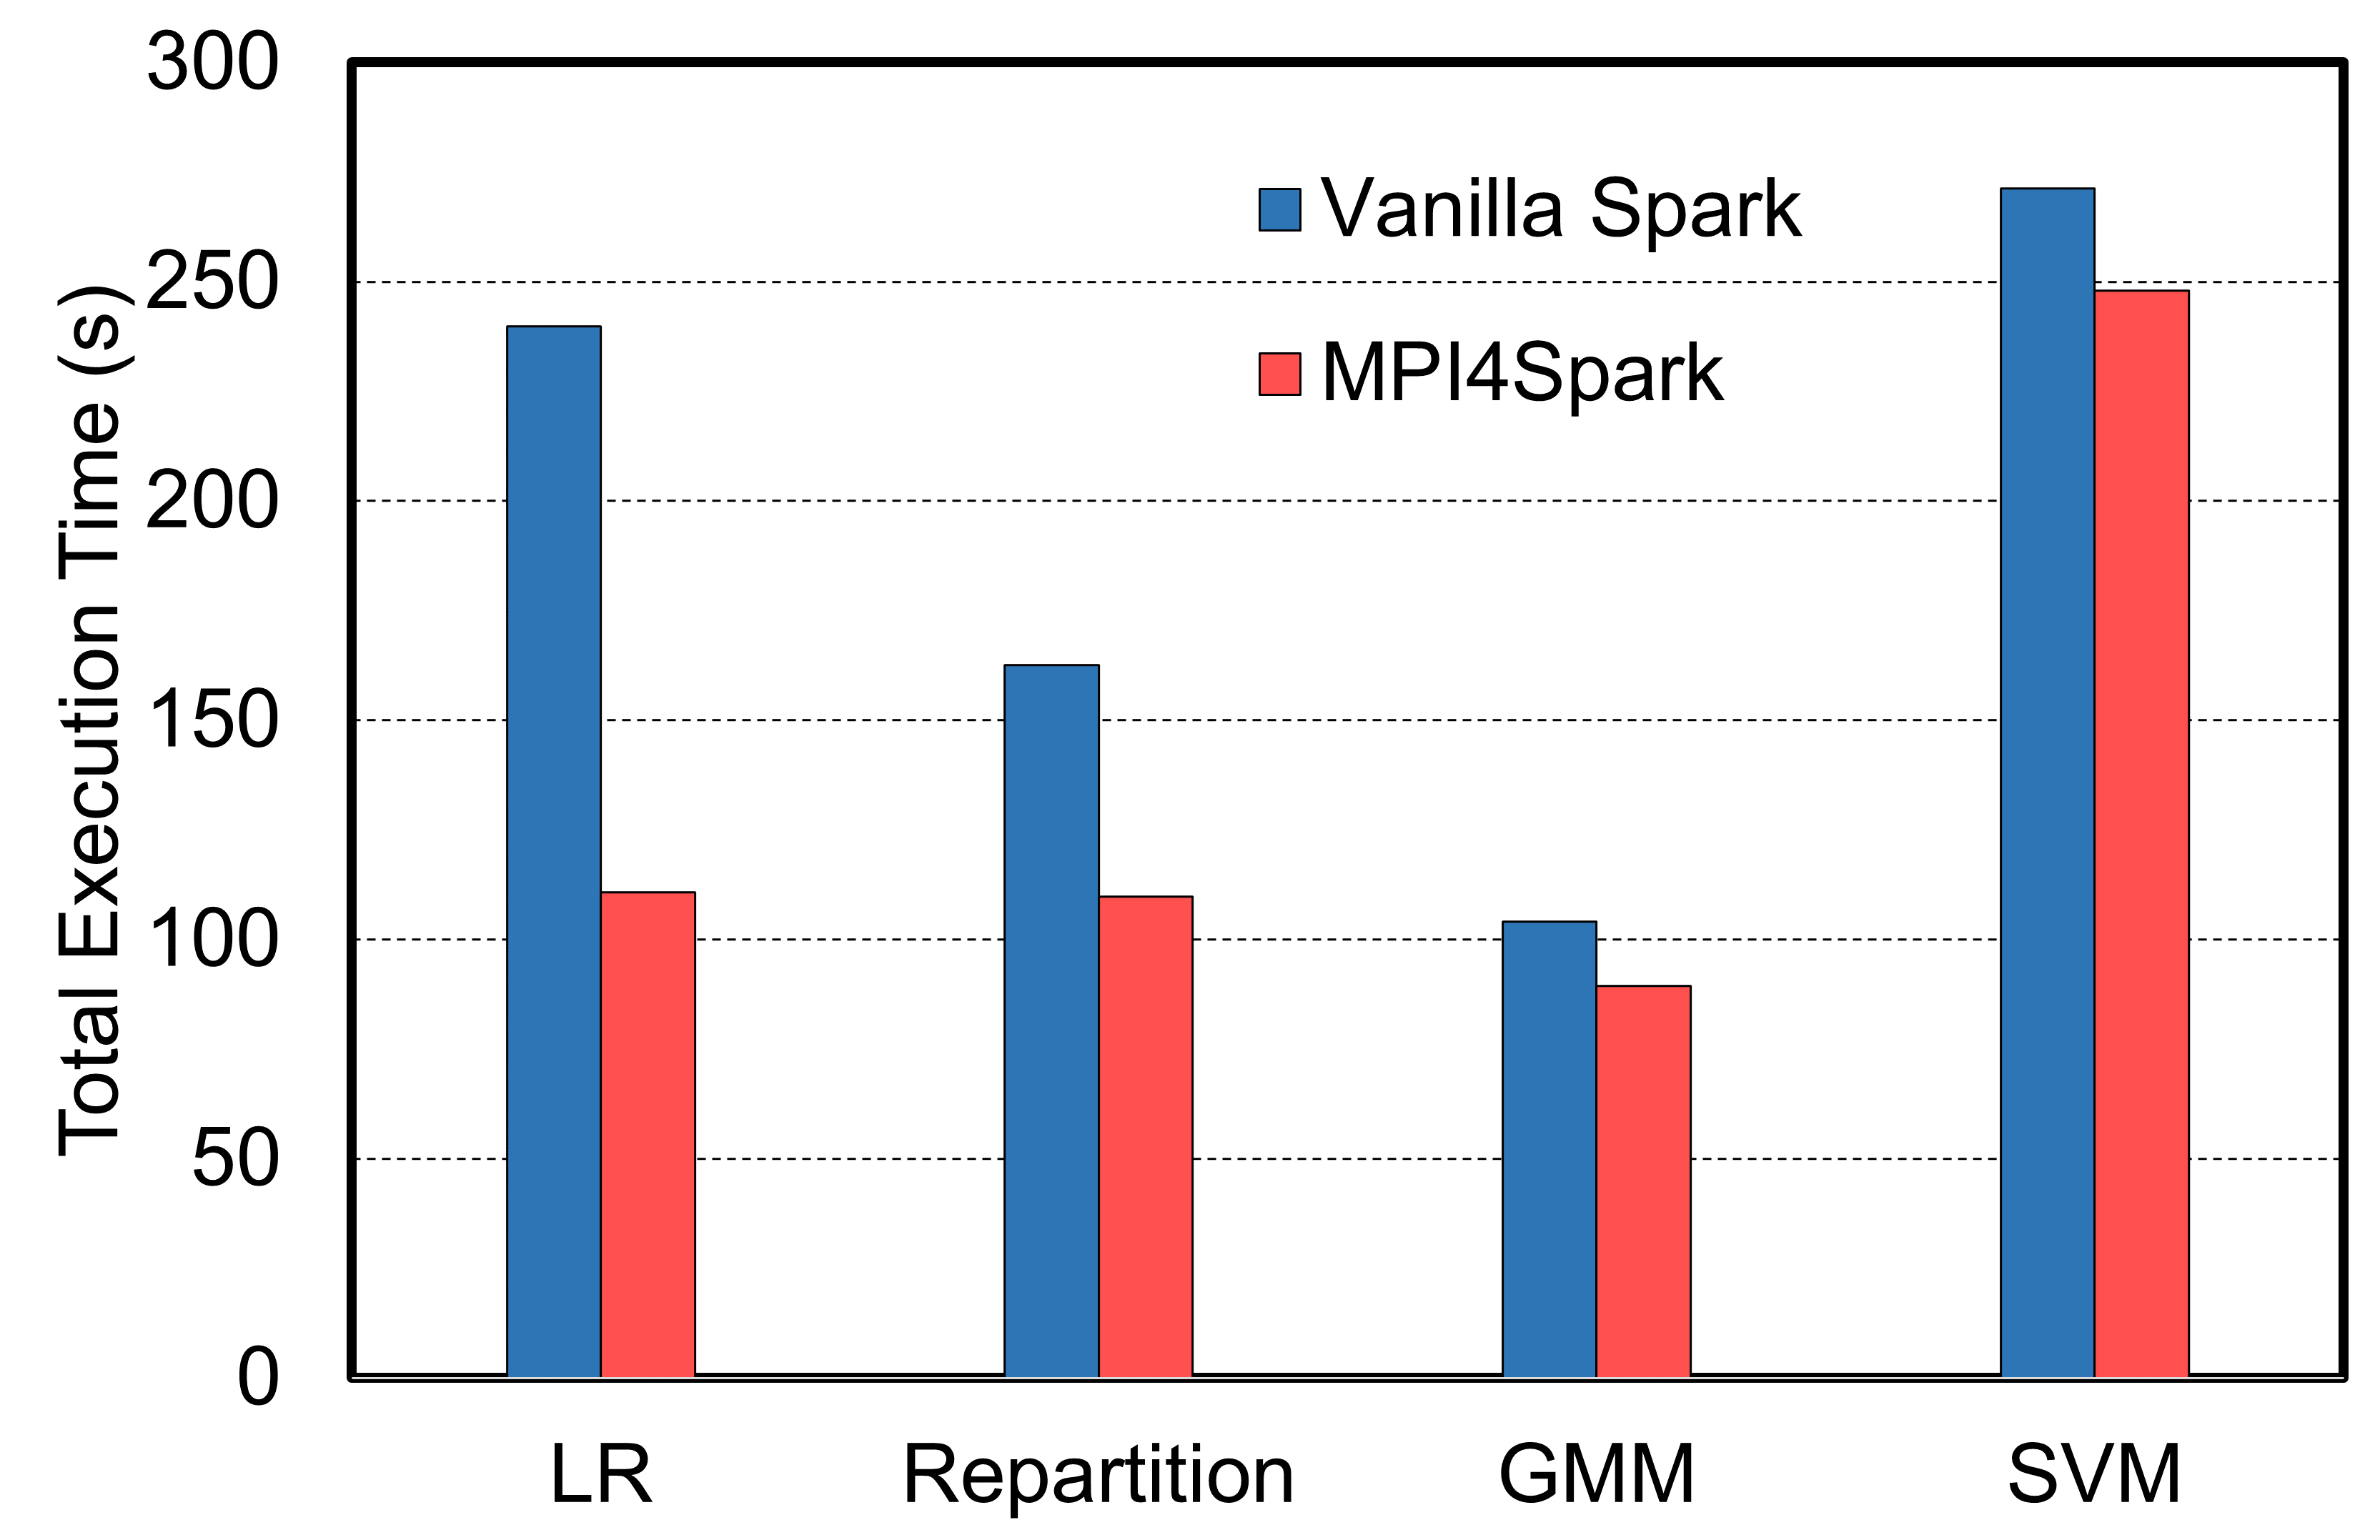 Total Execution Time (s)
300
250
200
150
100
50
0
Vanilla Spark
MPI4Spark
LR
Repartition
GMM
SVM